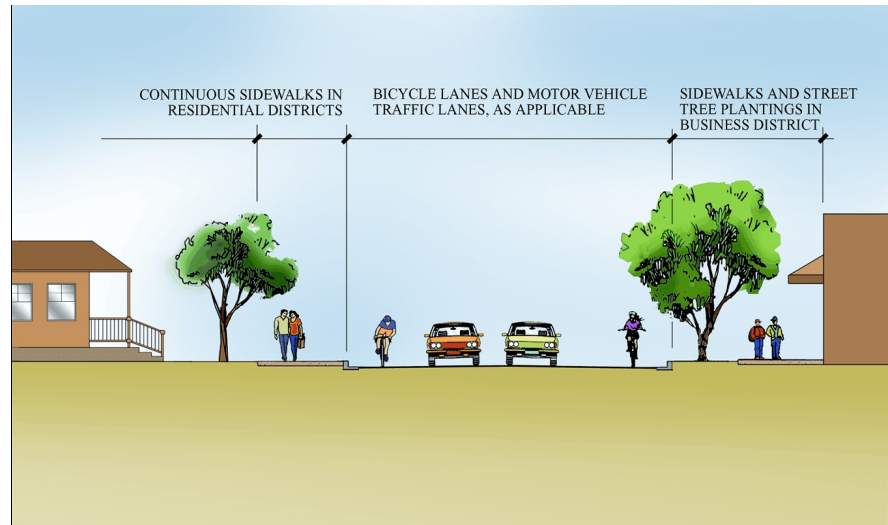 CONTINUOUS SIDEWALKS IN
RESIDENTIAL DISTRICTS
BICYCLE LANES AND MOTOR VEHICLE
TRAFFIC LANES, AS APPLICABLE
SIDEWALKS AND STREET
TREE PLANTINGS IN
BUSINESS DISTRICT